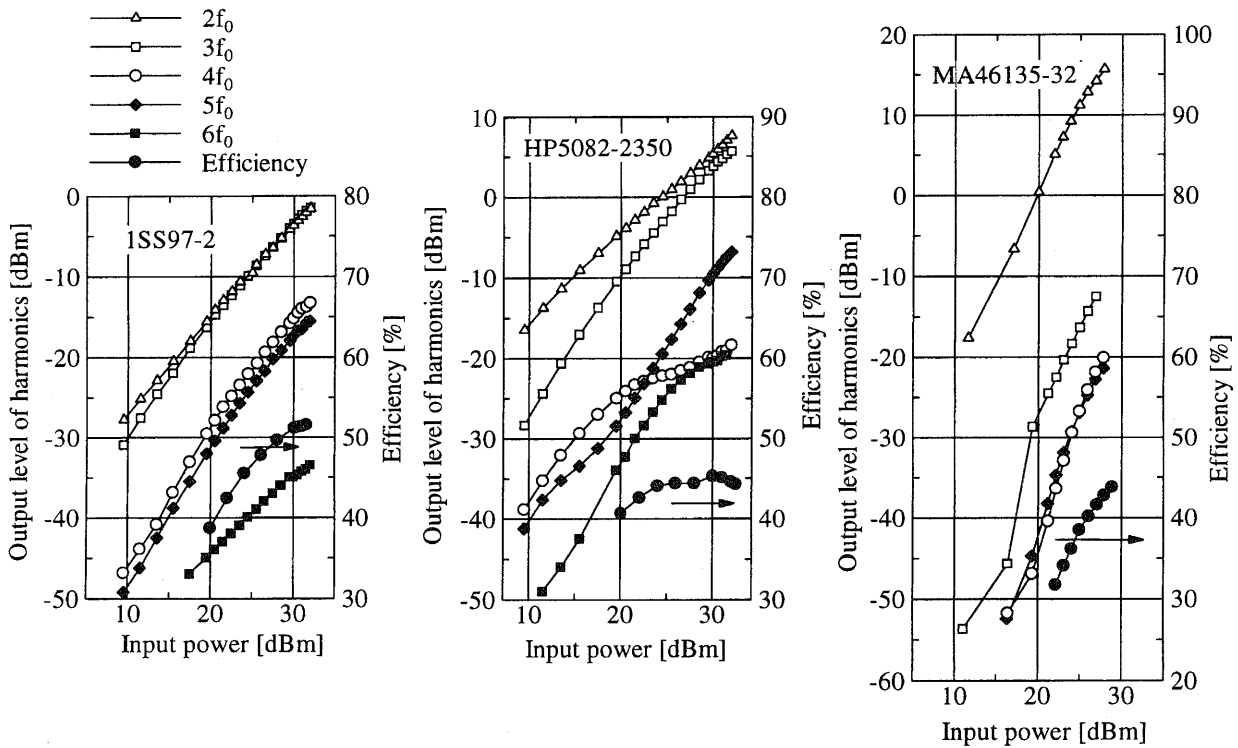 2f0
3f0
4f0
5f0
6f0
Efficiency
1SS97-2
0
-10
-20
-30
-40
-50
80
70
60
50
40
30
10
20
30
Output level of harmonics [dBm]
Efficiency [%]
Input power [dBm]
HP5082-2350
10
0
-10
-20
-30
-40
-50
90
80
70
60
50
40
30
10
20
30
Output level of harmonics [dBm]
Efficiency [%]
Input power [dBm]
MA46135-32
20
10
0
-10
-20
-30
-40
-50
-60
100
90
80
70
60
50
40
30
20
10
20
30
Output level of harmonics [dBm]
Efficiency [%]
Input power [dBm]